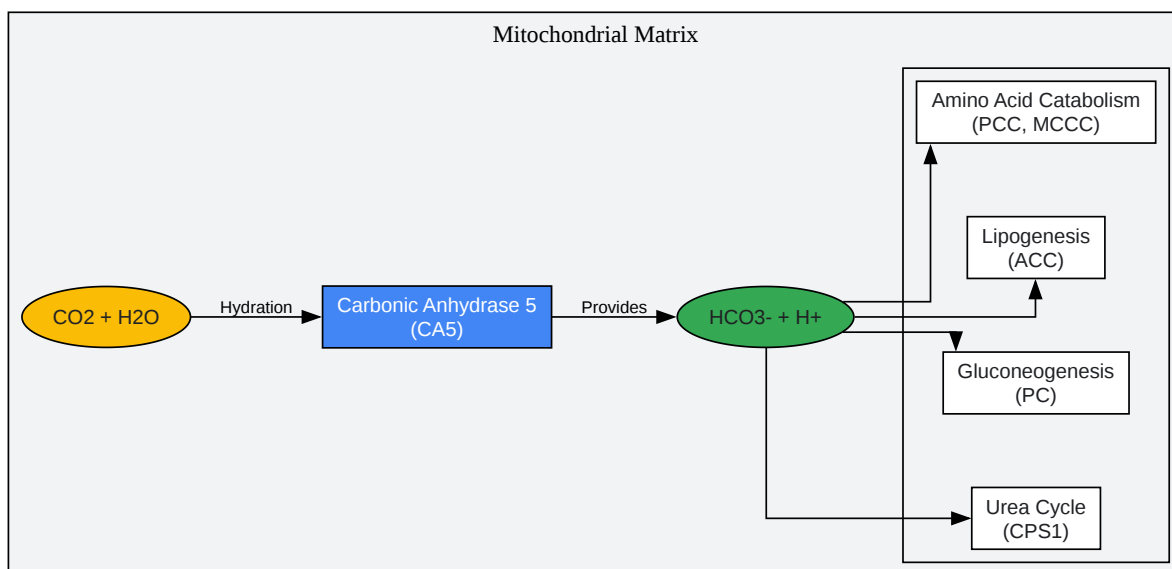 Mitochondrial Matrix
Amino Acid Catabolism
(PCC, MCCC)
Lipogenesis
(ACC)
CO2 + H2O
Hydration
Carbonic Anhydrase 5
(CA5)
Provides
HCO3- + H+
Gluconeogenesis
(PC)
Urea Cycle
(CPS1)